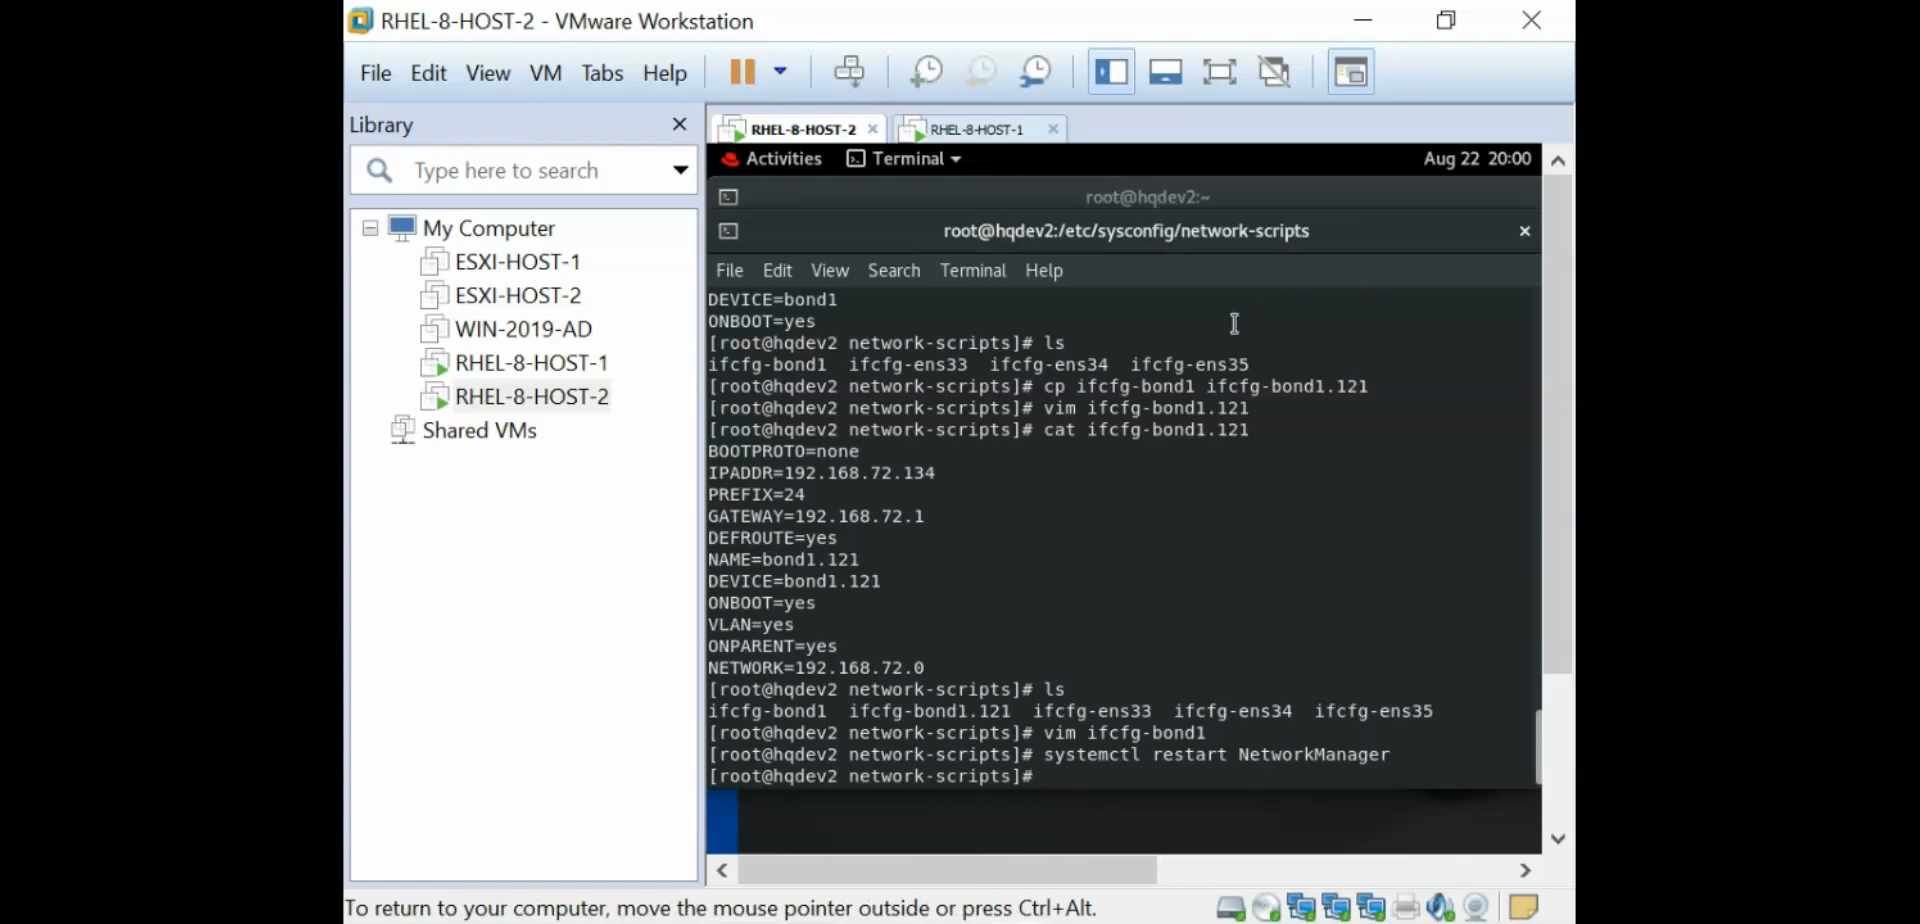 RHEL-8-HOST-2 - VMware Workstation
File Edit View VM Tabs Help
Library
Type here to search
My Computer
ESXI-HOST-1
ESXI-HOST-2
WIN-2019-AD
RHEL-8-HOST-1
RHEL-8-HOST-2
Shared VMs
RHEL-8-HOST-2 RHEL-8-HOST-1
Activities Terminal Aug 22 20:00
root@hqdev2:~
root@hqdev2:/etc/sysconfig/network-scripts
File Edit View Search Terminal Help
DEVICE=bond1
ONBOOT=yes
[root@hqdev2 network-scripts]# ls
ifcfg-bond1 ifcfg-ens33 ifcfg-ens34 ifcfg-ens35
[root@hqdev2 network-scripts]# cp ifcfg-bond1 ifcfg-bond1.121
[root@hqdev2 network-scripts]# vim ifcfg-bond1.121
[root@hqdev2 network-scripts]# cat ifcfg-bond1.121
BOOTPROTO=none
IPADDR=192.168.72.134
PREFIX=24
GATEWAY=192.168.72.1
DEFROUTE=yes
NAME=bond1.121
DEVICE=bond1.121
ONBOOT=yes
VLAN=yes
ONPARENT=yes
NETWORK=192.168.72.0
[root@hqdev2 network-scripts]# ls
ifcfg-bond1 ifcfg-bond1.121 ifcfg-ens33 ifcfg-ens34 ifcfg-ens35
[root@hqdev2 network-scripts]# vim ifcfg-bond1
[root@hqdev2 network-scripts]# systemctl restart NetworkManager
[root@hqdev2 network-scripts]#
To return to your computer, move the mouse pointer outside or press Ctrl+Alt.